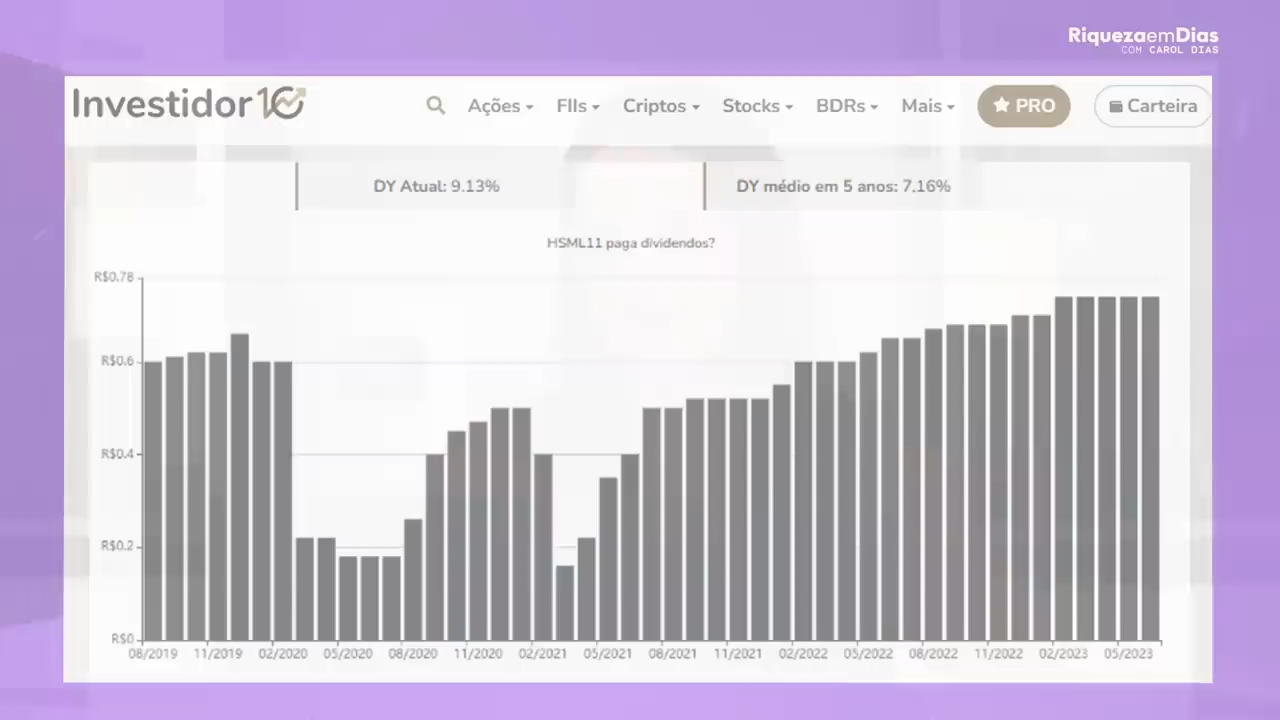 RiquezaemDias
COM CAROL DIAS
Investidor10
Ações
FIIs
Criptos
Stocks
BDRs
Mais
PRO
Carteira
DY Atual: 9.13%
DY médio em 5 anos: 7.16%
HSML11 paga dividendos?
R$0.78
R$0.6
R$0.4
R$0.2
R$0
08/2019 11/2019 02/2020 05/2020 08/2020 11/2020 02/2021 05/2021 08/2021 11/2021 02/2022 05/2022 08/2022 11/2022 02/2023 05/2023